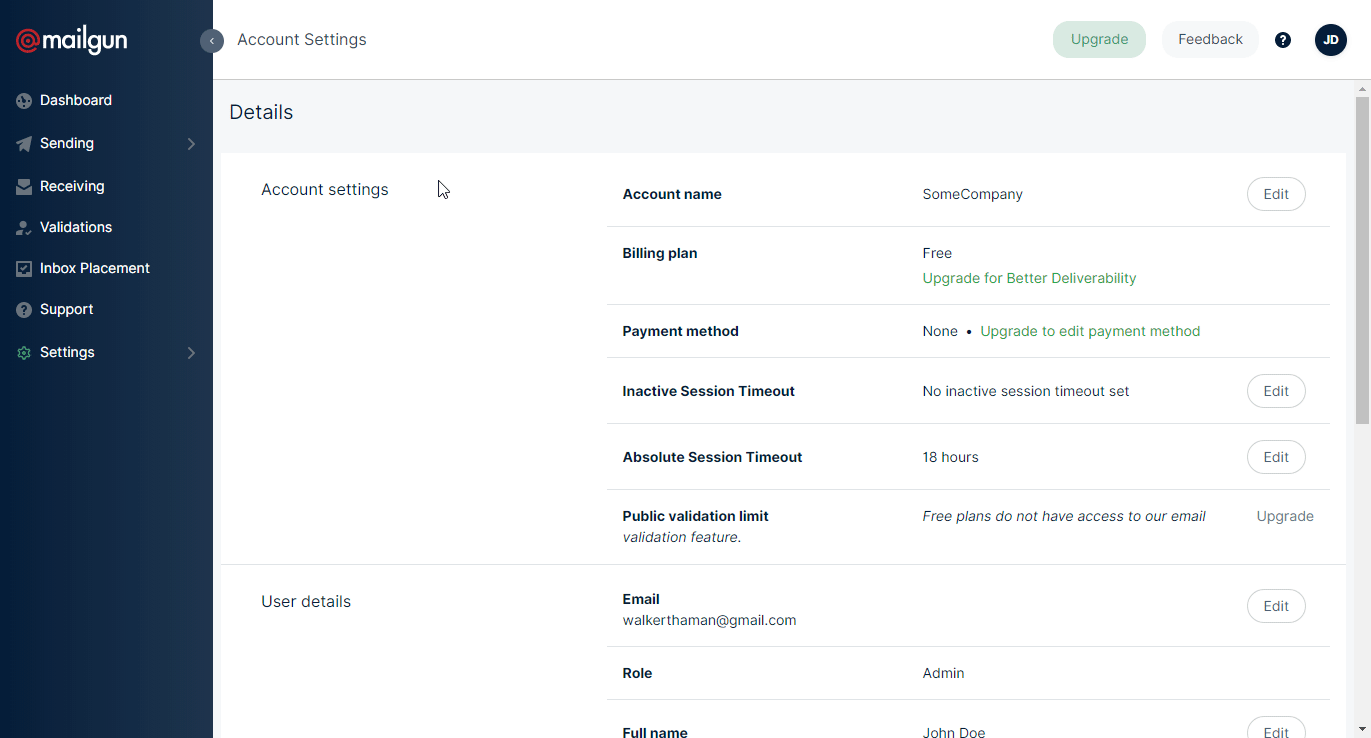 mailgun
Account Settings
Upgrade
Feedback
?
JD
Dashboard
Sending
Receiving
Validations
Inbox Placement
Support
Settings
Details
Account settings
Account name
SomeCompany
Edit
Billing plan
Free
Upgrade for Better Deliverability
Payment method
None • Upgrade to edit payment method
Inactive Session Timeout
No inactive session timeout set
Edit
Absolute Session Timeout
18 hours
Edit
Public validation limit
Free plans do not have access to our email
Upgrade
validation feature.
User details
Email
walkerthaman@gmail.com
Edit
Role
Admin
Full name
John Doe
Edit